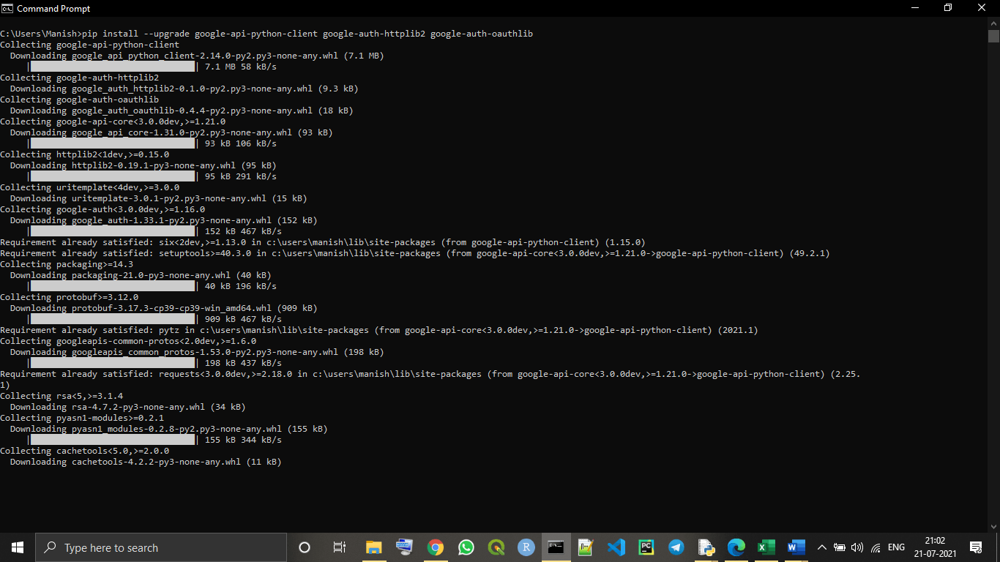 Command Prompt
C:\Users\Manish>pip install --upgrade google-api-python-client google-auth-httplib2 google-auth-oauthlib
Collecting google-api-python-client
  Downloading google_api_python_client-2.14.0-py2.py3-none-any.whl (7.1 MB)
     |████████████████████████████████| 7.1 MB 58 kB/s
Collecting google-auth-httplib2
  Downloading google_auth_httplib2-0.1.0-py2.py3-none-any.whl (9.3 kB)
Collecting google-auth-oauthlib
  Downloading google_auth_oauthlib-0.4.4-py2.py3-none-any.whl (18 kB)
Collecting google-api-core<3.0.0dev,>=1.21.0
  Downloading google_api_core-1.31.0-py2.py3-none-any.whl (93 kB)
     |████████████████████████████████| 93 kB 106 kB/s
Collecting httplib2<1dev,>=0.15.0
  Downloading httplib2-0.19.1-py3-none-any.whl (95 kB)
     |████████████████████████████████| 95 kB 291 kB/s
Collecting uritemplate<4dev,>=3.0.0
  Downloading uritemplate-3.0.1-py2.py3-none-any.whl (15 kB)
Collecting google-auth<3.0.0dev,>=1.16.0
  Downloading google_auth-1.33.1-py2.py3-none-any.whl (152 kB)
     |████████████████████████████████| 152 kB 467 kB/s
Requirement already satisfied: six<2dev,>=1.13.0 in c:\users\manish\lib\site-packages (from google-api-python-client) (1.15.0)
Requirement already satisfied: setuptools>=40.3.0 in c:\users\manish\lib\site-packages (from google-api-core<3.0.0dev,>=1.21.0->google-api-python-client) (49.2.1)
Collecting packaging>=14.3
  Downloading packaging-21.0-py3-none-any.whl (40 kB)
     |████████████████████████████████| 40 kB 196 kB/s
Collecting protobuf>=3.12.0
  Downloading protobuf-3.17.3-cp39-cp39-win_amd64.whl (909 kB)
     |████████████████████████████████| 909 kB 467 kB/s
Requirement already satisfied: pytz in c:\users\manish\lib\site-packages (from google-api-core<3.0.0dev,>=1.21.0->google-api-python-client) (2021.1)
Collecting googleapis-common-protos<2.0dev,>=1.6.0
  Downloading googleapis_common_protos-1.53.0-py2.py3-none-any.whl (198 kB)
     |████████████████████████████████| 198 kB 437 kB/s
Requirement already satisfied: requests<3.0.0dev,>=2.18.0 in c:\users\manish\lib\site-packages (from google-api-core<3.0.0dev,>=1.21.0->google-api-python-client) (2.25.
1)
Collecting rsa<5,>=3.1.4
  Downloading rsa-4.7.2-py3-none-any.whl (34 kB)
Collecting pyasn1-modules>=0.2.1
  Downloading pyasn1_modules-0.2.8-py2.py3-none-any.whl (155 kB)
     |████████████████████████████████| 155 kB 344 kB/s
Collecting cachetools<5.0,>=2.0.0
  Downloading cachetools-4.2.2-py3-none-any.whl (11 kB)
Type here to search
ENG
21:02
21-07-2021